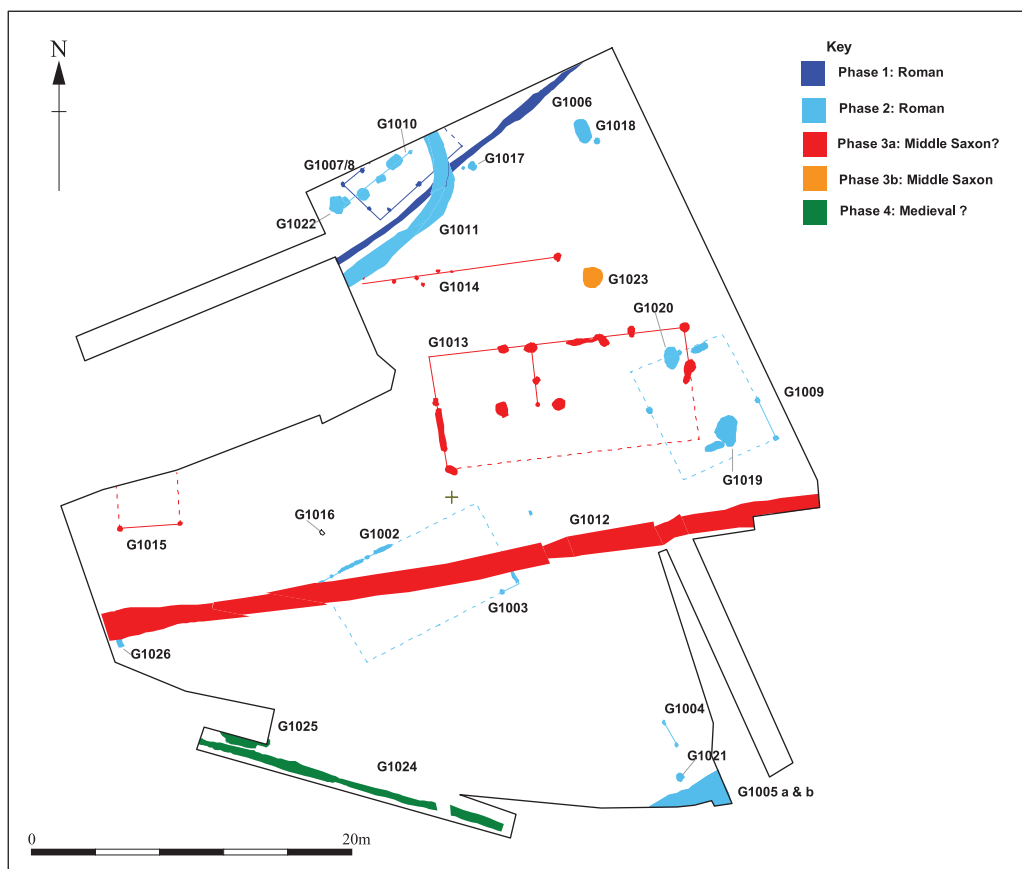 N
Key
Phase 1: Roman
Phase 2: Roman
Phase 3a: Middle Saxon?
Phase 3b: Middle Saxon
Phase 4: Medieval ?
G1006
G1010
G1018
G1007/8
G1017
G1022
G1011
G1023
G1014
G1020
G1013
G1009
G1019
G1016
G1012
G1002
G1015
G1003
G1026
G1004
G1025
G1021
G1024
G1005 a & b
0
20m